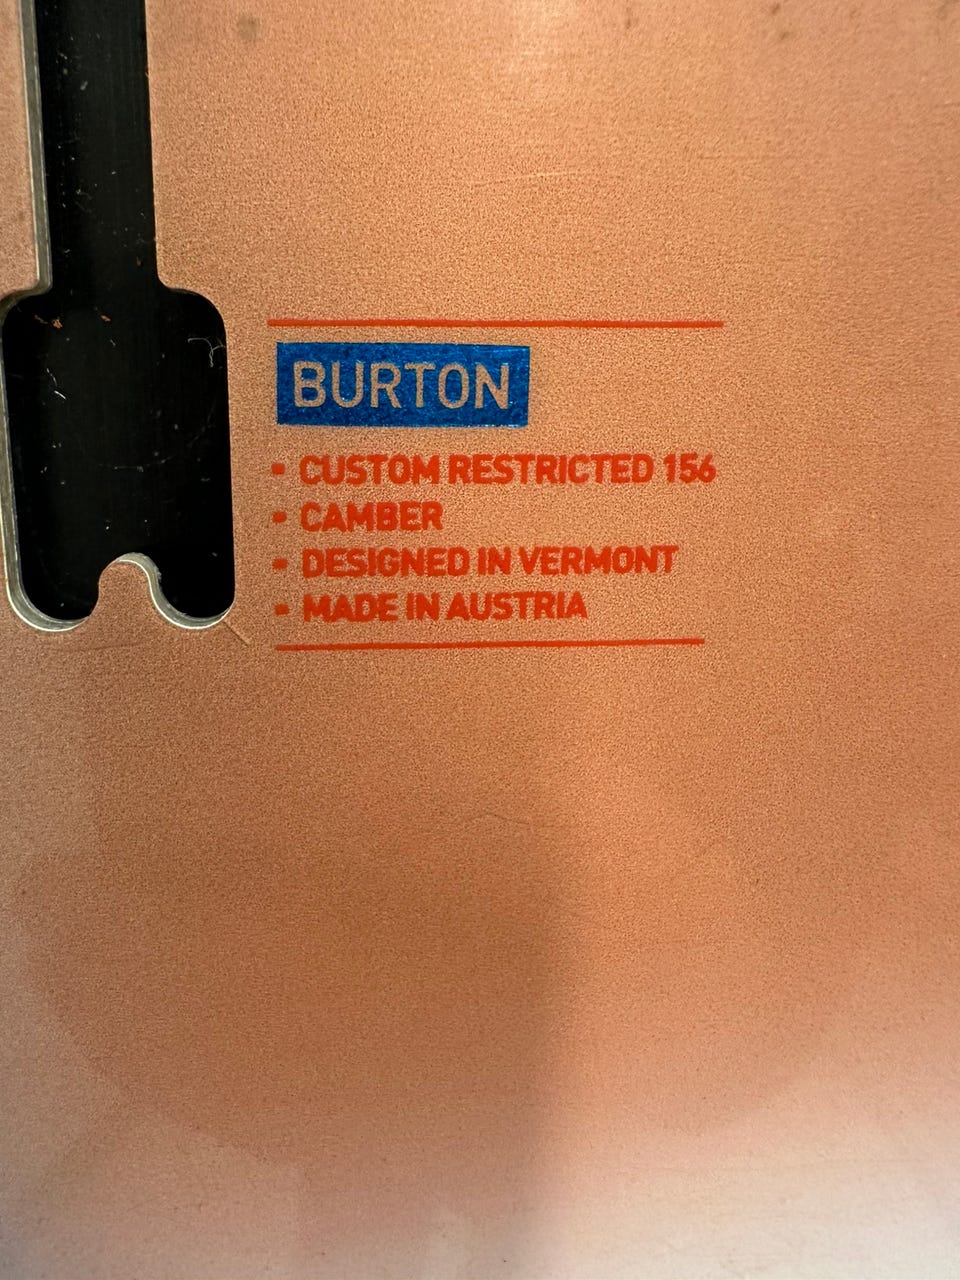 BURTON
▪ CUSTOM RESTRICTED 156
▪ CAMBER
▪ DESIGNED IN VERMONT
▪ MADE IN AUSTRIA